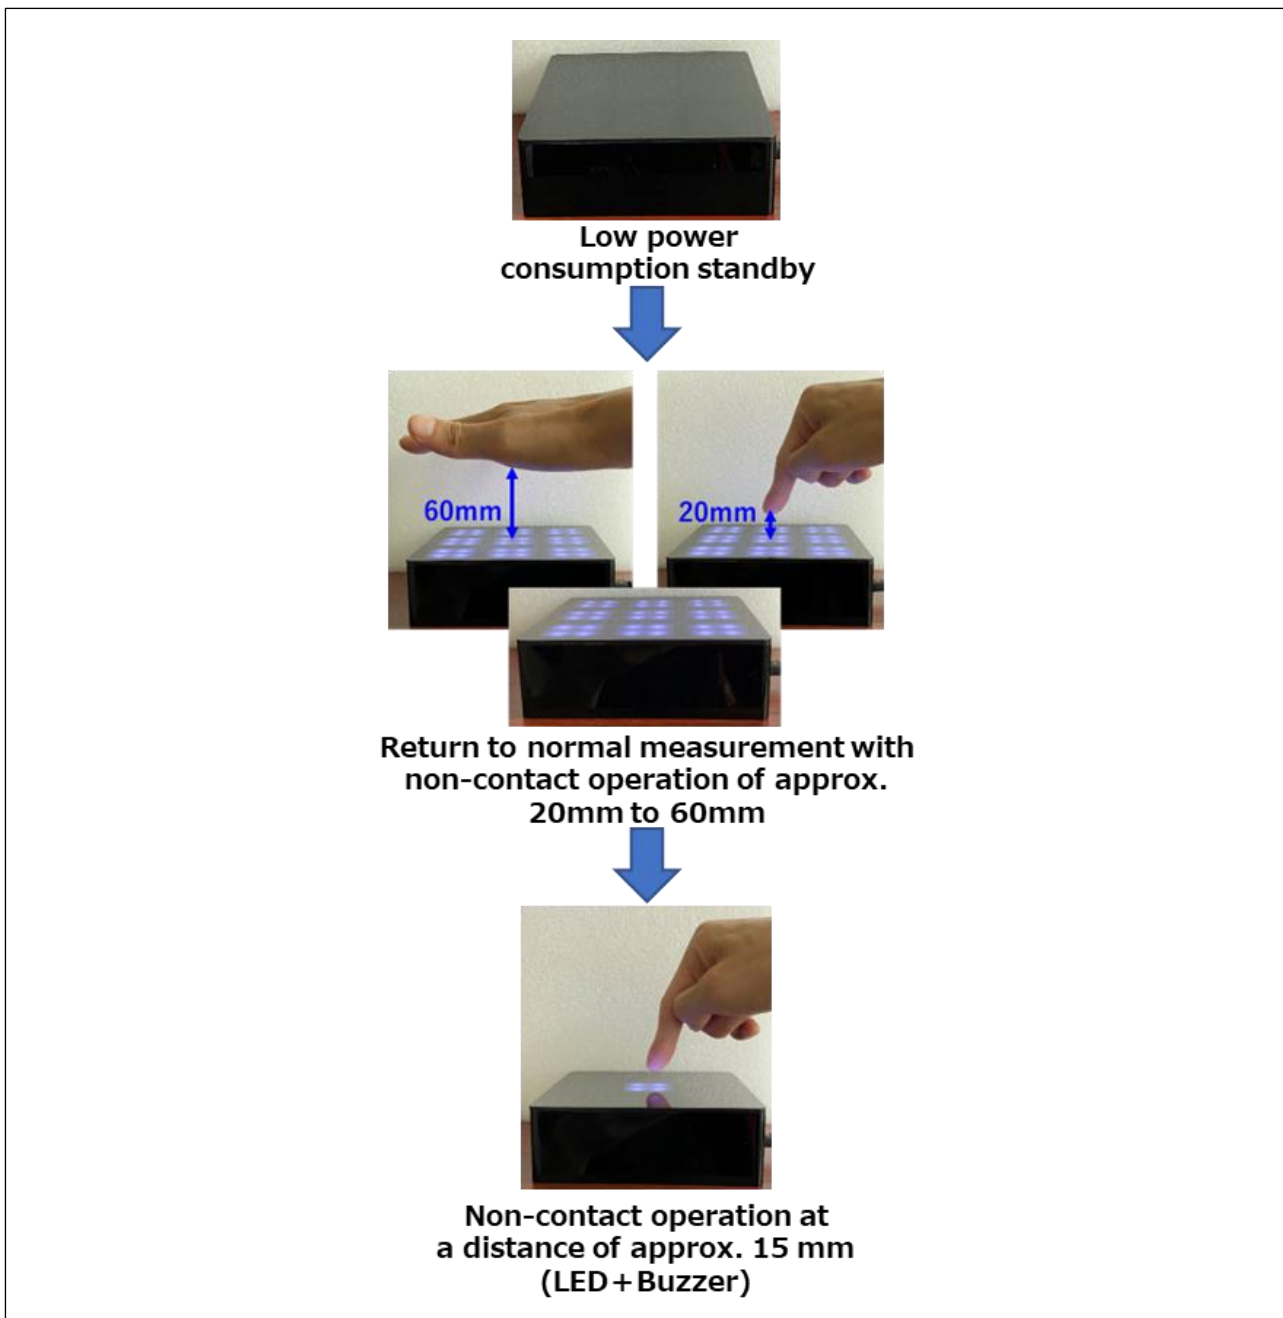 Low power
consumption standby
60mm
20mm
Return to normal measurement with
non-contact operation of approx.
20mm to 60mm
Non-contact operation at
a distance of approx. 15 mm
(LED+Buzzer)